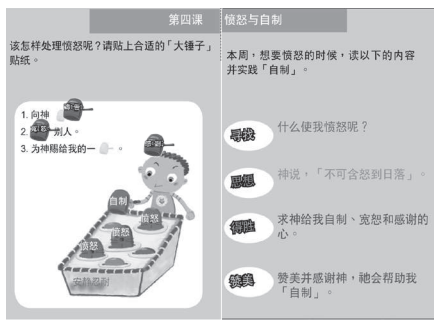 第四课
愤怒与自制
该怎样处理愤怒呢？请贴上合适的「大锤子」
贴纸。
1. 向神
2. 别人。
3. 为神赐给我的一 。
自制
愤怒
愤怒
愤怒
安静忍耐
本周，想要愤怒的时候，读以下的内容
并实践「自制」。
寻找
什么使我愤怒呢？
思想
神说，「不可含怒到日落」。
得胜
求神给我自制、宽恕和感谢的
心。
赞美
赞美并感谢神，祂会帮助我
「自制」。